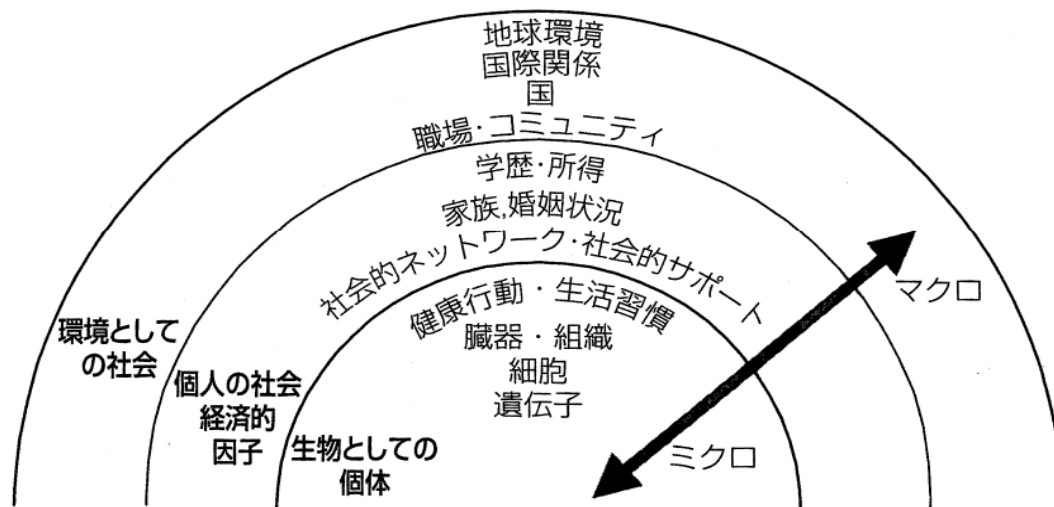 地球環境
国際関係
国
職場・コミュニティ
学歴・所得
家族,婚姻状況
社会的ネットワーク・社会的サポート
健康行動・生活習慣
臓器・組織
細胞
遺伝子
環境として
の社会
個人の社会
経済的
因子
生物としての
個体
マクロ
ミクロ